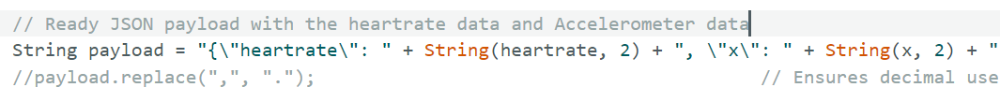 // Ready JSON payload with the heartrate data and Accelerometer data
String payload = "{\"heartrate\": " + String(heartrate, 2) + ", \"x\": " + String(x, 2) + "
//payload.replace(",", "."); // Ensures decimal use